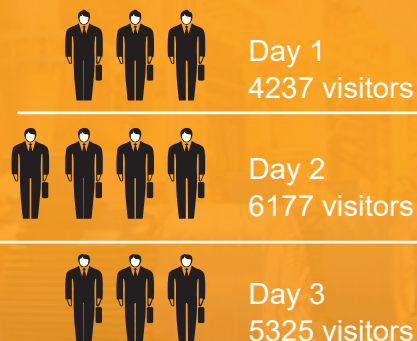 Day 1
4237 visitors
Day 2
6177 visitors
Day 3
5325 visitors